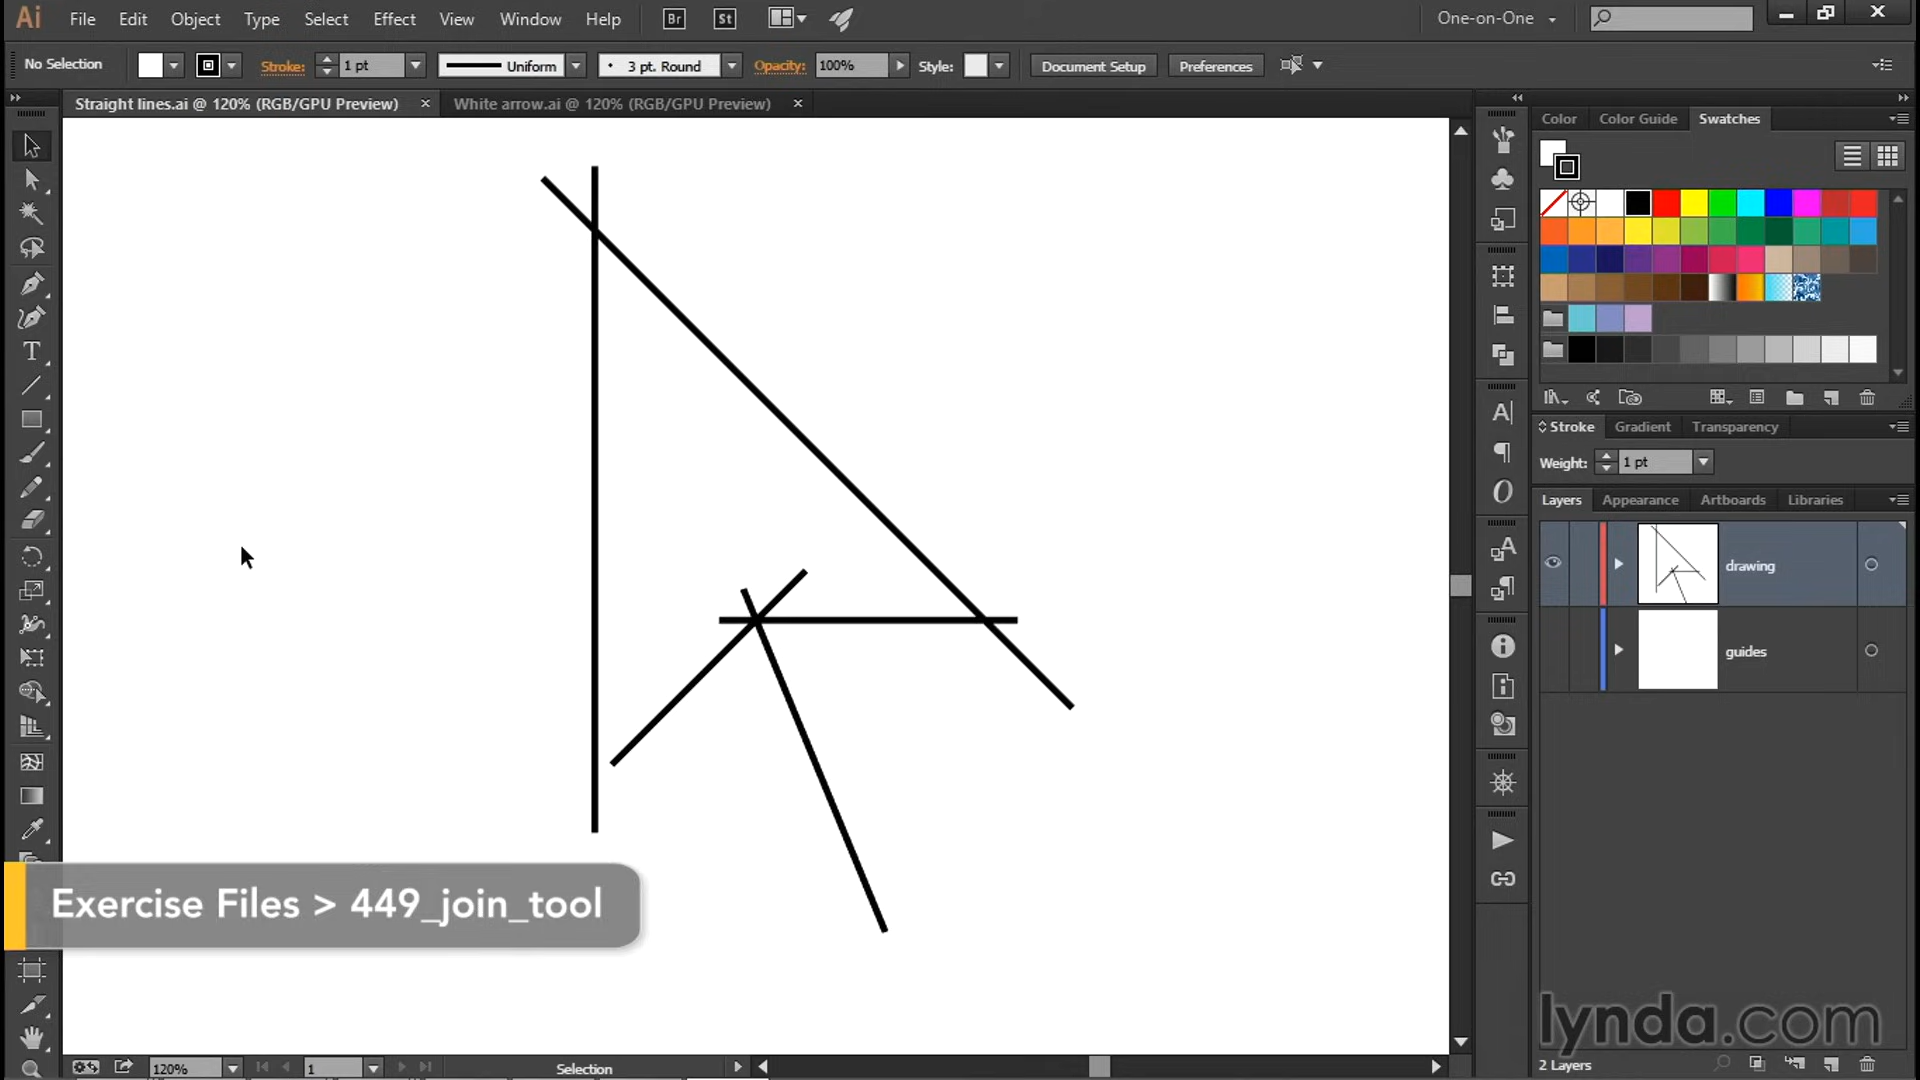 Ai File Edit Object Type Select Effect View Window Help Br St One-on-One
No Selection Stroke: 1 pt Uniform 3 pt. Round Opacity: 100% Style: Document Setup Preferences
Straight lines.ai @ 120% (RGB/GPU Preview) × White arrow.ai @ 120% (RGB/GPU Preview) ×
Color Color Guide Swatches
Stroke Gradient Transparency
Weight: 1 pt
Layers Appearance Artboards Libraries
drawing
guides
Exercise Files > 449_join_tool
lynda.com
120% 1 Selection
2 Layers